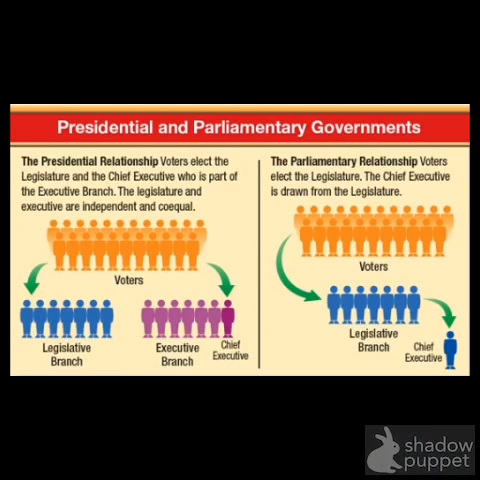 Presidential and Parliamentary Governments
The Presidential Relationship Voters elect the
Legislature and the Chief Executive who is part of
the Executive Branch. The legislature and
executive are independent and coequal.
Voters
Legislative
Branch
Executive
Branch
Chief
Executive
The Parliamentary Relationship Voters
elect the Legislature. The Chief Executive
is drawn from the Legislature.
Voters
Legislative
Branch
Chief
Executive
shadow
puppet